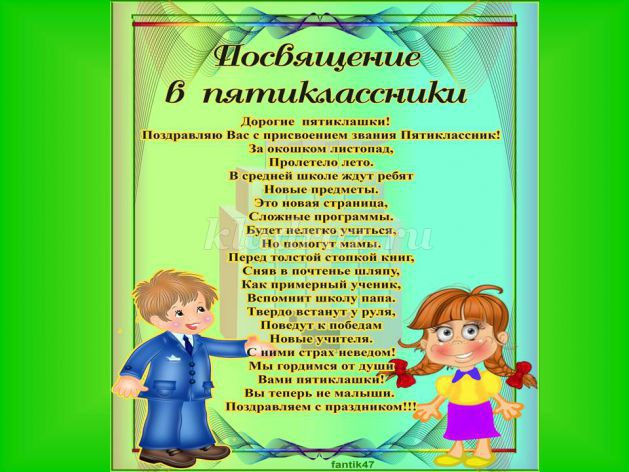 Посвящение
в пятиклассники
Дорогие пятиклашки!
Поздравляю Вас с присвоением звания Пятиклассник!
За окошком листопад,
Пролетело лето.
В средней школе ждут ребят
Новые предметы.
Это новая страница,
Сложные программы.
Будет нелегко учиться,
Но помогут мамы.
Перед толстой стопкой книг,
Сняв в почтенье шляпу,
Как примерный ученик,
Вспомнит школу папа.
Твердо встанут у руля,
Поведут к победам
Новые учителя.
С ними страх неведом!
Мы гордимся от души
Вами пятиклашки!
Вы теперь не малыши.
Поздравляем с праздником!!!
fantik47